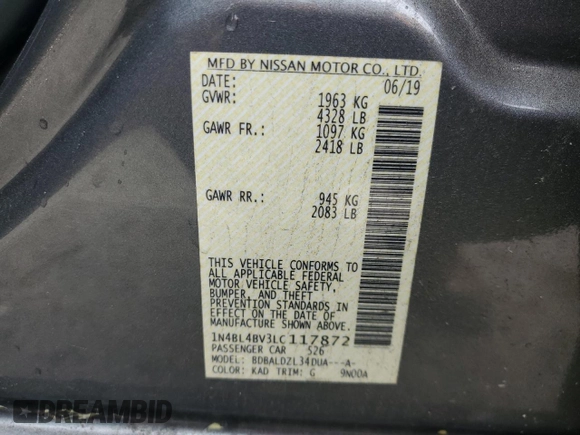 MFD BY NISSAN MOTOR CO., LTD.
DATE: 06/19
GVWR: 1963 KG
4328 LB
GAWR FR.: 1097 KG
2418 LB
GAWR RR.: 945 KG
2083 LB
THIS VEHICLE CONFORMS TO
ALL APPLICABLE FEDERAL
MOTOR VEHICLE SAFETY,
BUMPER, AND THEFT
PREVENTION STANDARDS IN
EFFECT ON THE DATE OF
MANUFACTURE SHOWN ABOVE.
1N4BL4BV3LC117872
PASSENGER CAR 526
MODEL: BDBALDZL34DUA---A-
COLOR: KAD TRIM: G 9N00A
DREAMBID